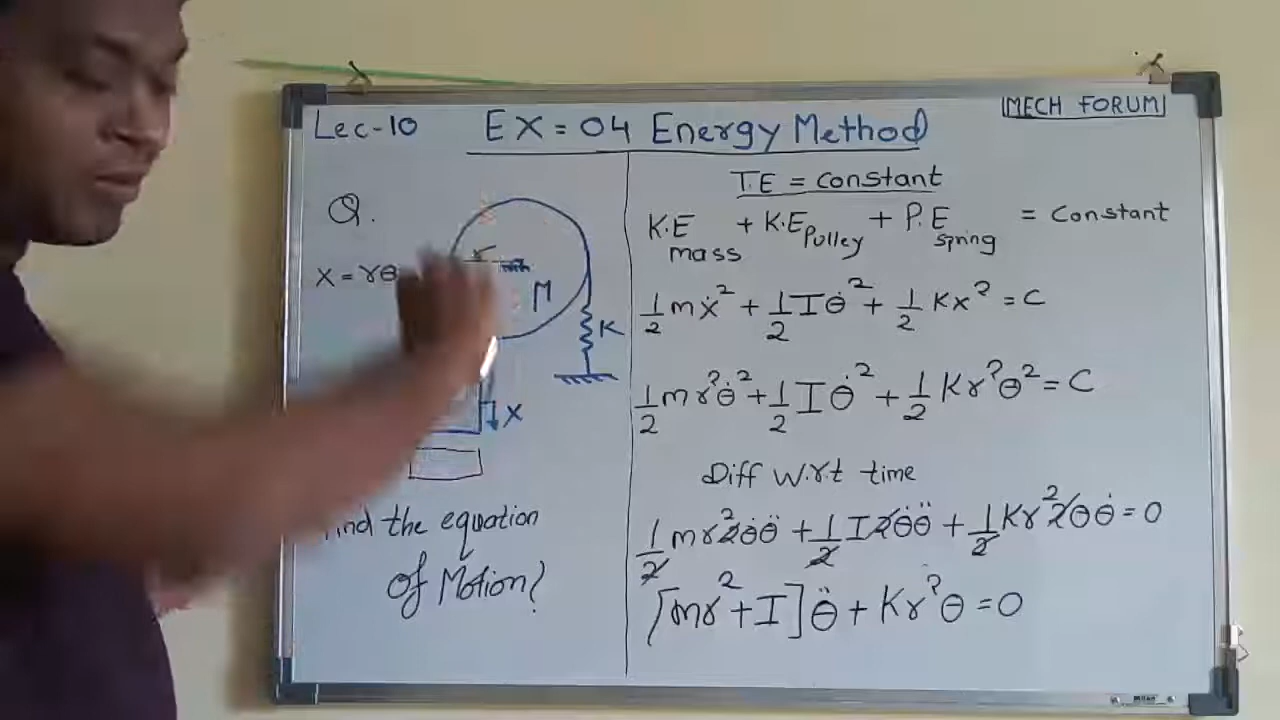 Lec-10
EX = 04 Energy Method
MECH FORUM
Q.
x = rθ
r
M
K
x
the equation
Of Motion?
T.E = constant
K.E mass + K.E Pulley + P.E spring = Constant
1/2 mẋ² + 1/2 Iθ̇² + 1/2 Kx² = C
1/2 mr²θ̇² + 1/2 Iθ̇² + 1/2 Kr²θ² = C
Diff w.r.t time
1/2 mr²2θ̇θ̈ + 1/2 I2θ̇θ̈ + 1/2 Kr²2θθ̇ = 0
[mr² + I]θ̈ + Kr²θ = 0